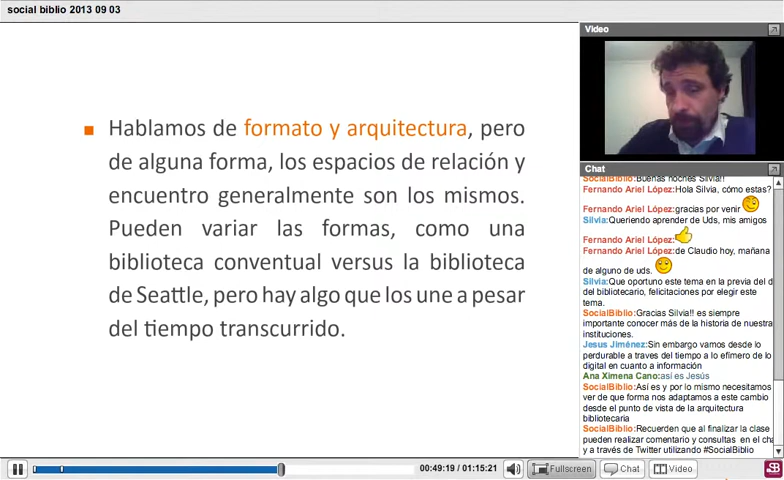 social biblio 2013 09 03
Hablamos de formato y arquitectura, pero
de alguna forma, los espacios de relación y
encuentro generalmente son los mismos.
Pueden variar las formas, como una
biblioteca conventual versus la biblioteca
de Seattle, pero hay algo que los une a pesar
del tiempo transcurrido.
Video
Chat
SocialBiblio:Buenas noches Silvia!!
Fernando Ariel López:Hola Silvia, cómo estas?
Fernando Ariel López:gracias por venir
Silvia:Queriendo aprender de Uds, mis amigos
Fernando Ariel López:
Fernando Ariel López:de Claudio hoy, mañana
de alguno de uds.
Silvia:Que oportuno este tema en la previa del d
del bibliotecario, felicitaciones por elegir este
tema.
SocialBiblio:Gracias Silvia!! es siempre
importante conocer más de la historia de nuestra
instituciones.
Jesus Jiménez:Sin embargo vamos desde lo
perdurable a traves del tiempo a lo efímero de lo
digital en cuanto a información
Ana Ximena Cano:así es Jesús
SocialBiblio:Así es y por lo mismo necesitamos
ver de que forma nos adaptamos a este cambio
desde el punto de vista de la arquitectura
bibliotecaria
SocialBiblio:Recuerden que al finalizar la clase
pueden realizar comentario y consultas en el cha
y a través de Twitter utilizando #SocialBiblio
00:49:19 / 01:15:21
Fullscreen
Chat
Video
SB